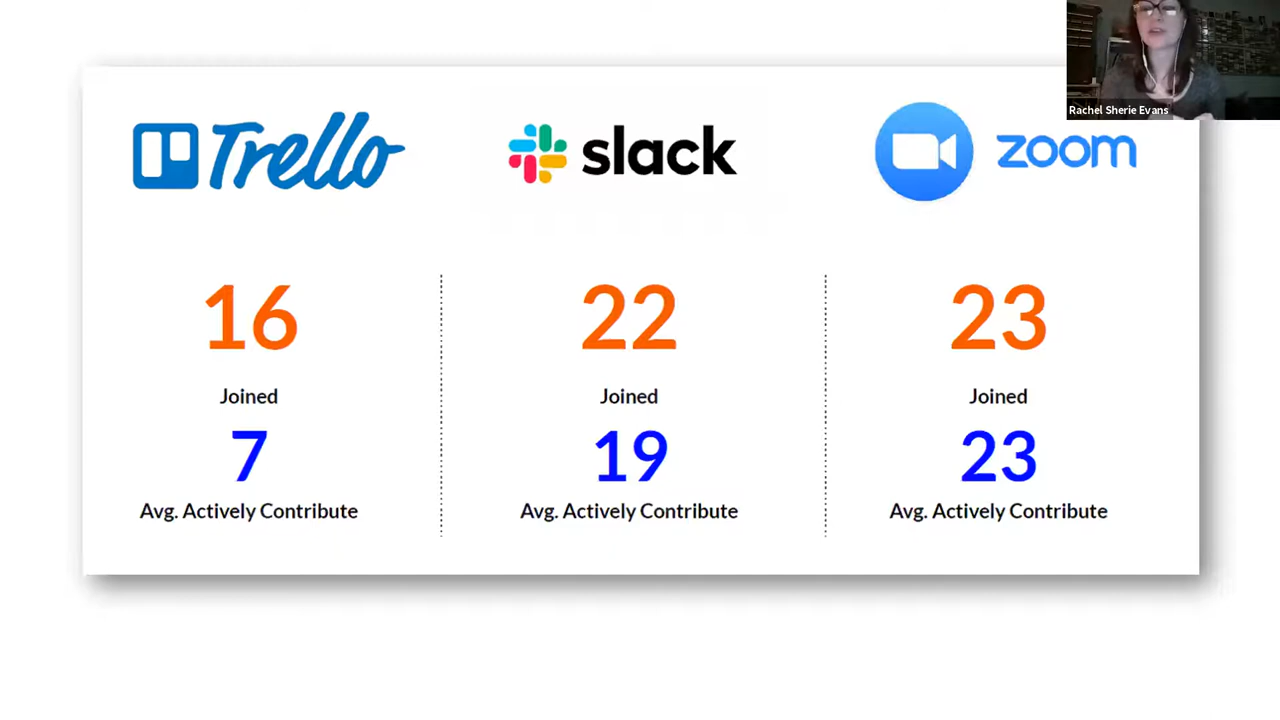 Rachel Sherie Evans
Trello
slack
zoom
16
Joined
7
Avg. Actively Contribute
22
Joined
19
Avg. Actively Contribute
23
Joined
23
Avg. Actively Contribute